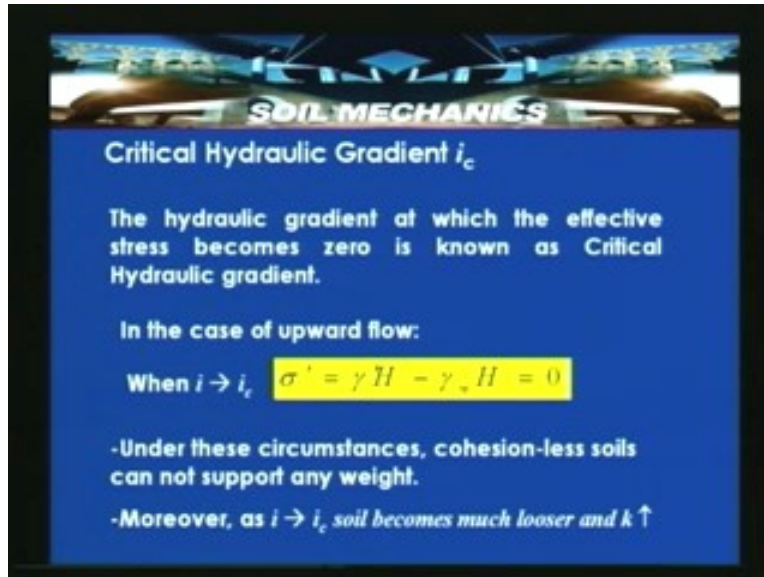 SOIL MECHANICS
Critical Hydraulic Gradient i_c
The hydraulic gradient at which the effective
stress becomes zero is known as Critical
Hydraulic gradient.
In the case of upward flow:
When i → i_c σ' = γ'H - γ_w H = 0
-Under these circumstances, cohesion-less soils
can not support any weight.
-Moreover, as i → i_c soil becomes much looser and k ↑